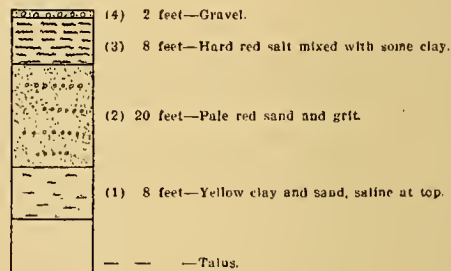 (4) 2 feet—Gravel.
(3) 8 feet—Hard red salt mixed with some clay.
(2) 20 feet—Pale red sand and grit.
(1) 8 feet—Yellow clay and sand, saline at top.
— — —Talus.